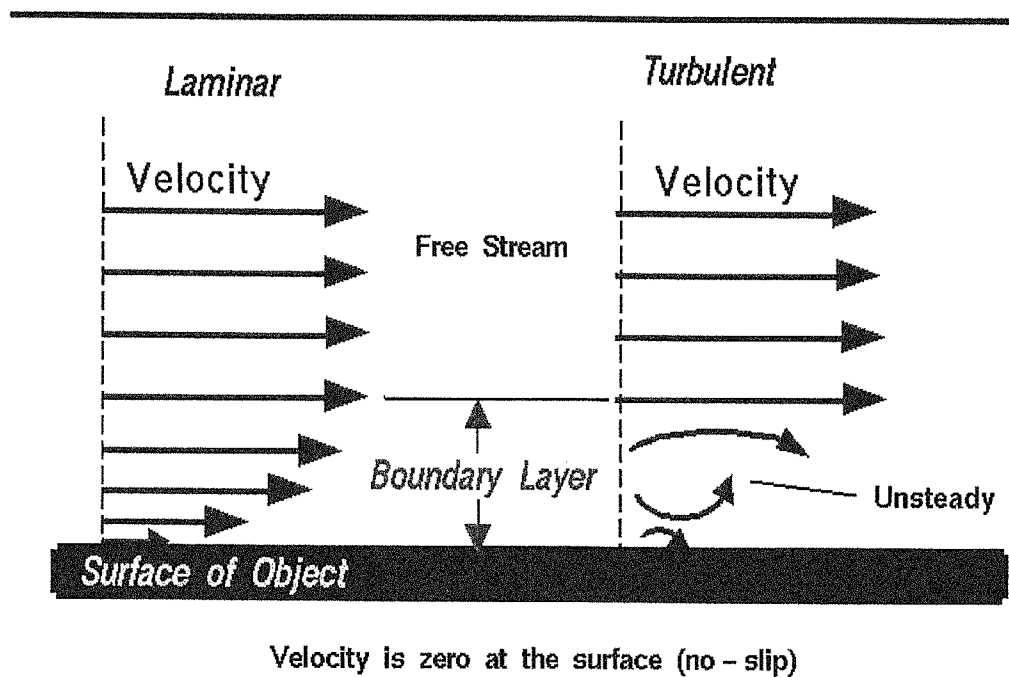 Laminar
Turbulent
Velocity
Velocity
Free Stream
Boundary Layer
Unsteady
Surface of Object
Velocity is zero at the surface (no – slip)